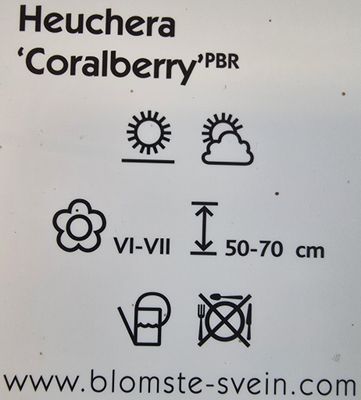 Heuchera
'Coralberry'PBR
VI-VII 50-70 cm
www.blomste-svein.com